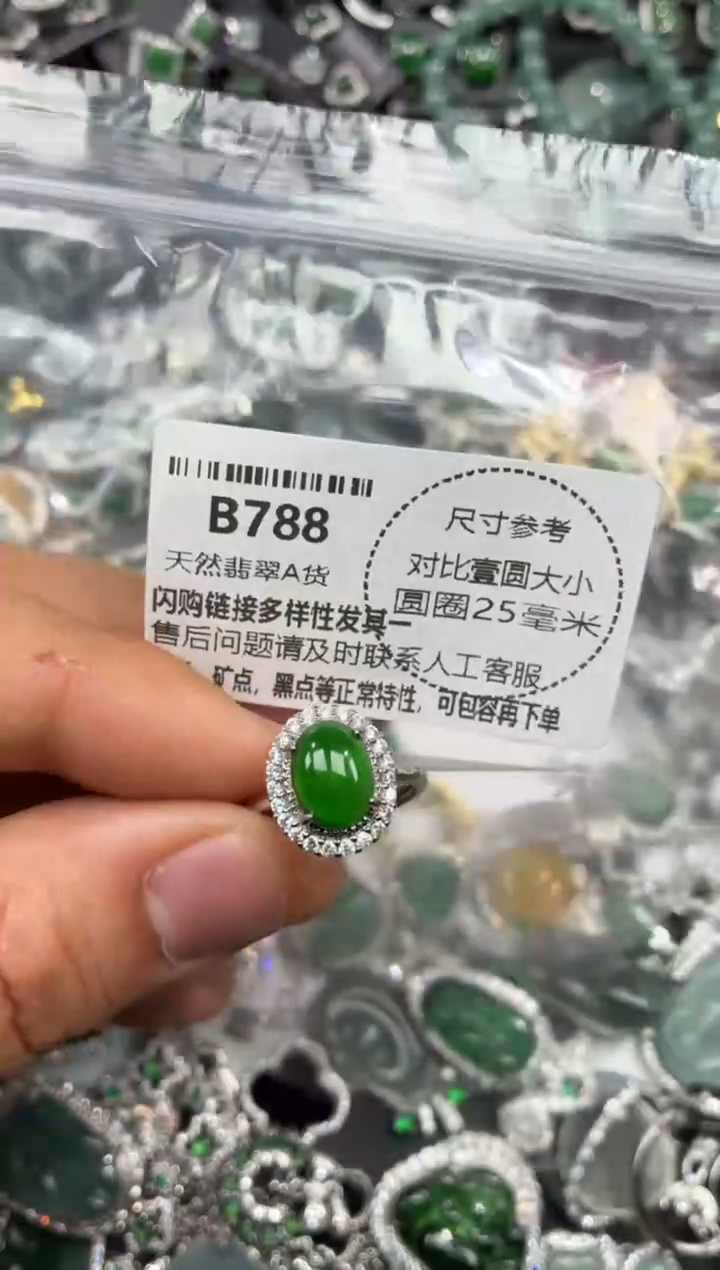 B788
天然翡翠A货
闪购链接多样性发其一
售后问题请及时联系人工客服
矿点，黑点等正常特性，可包容再下单
尺寸参考
对比壹圆大小
圆圈25毫米